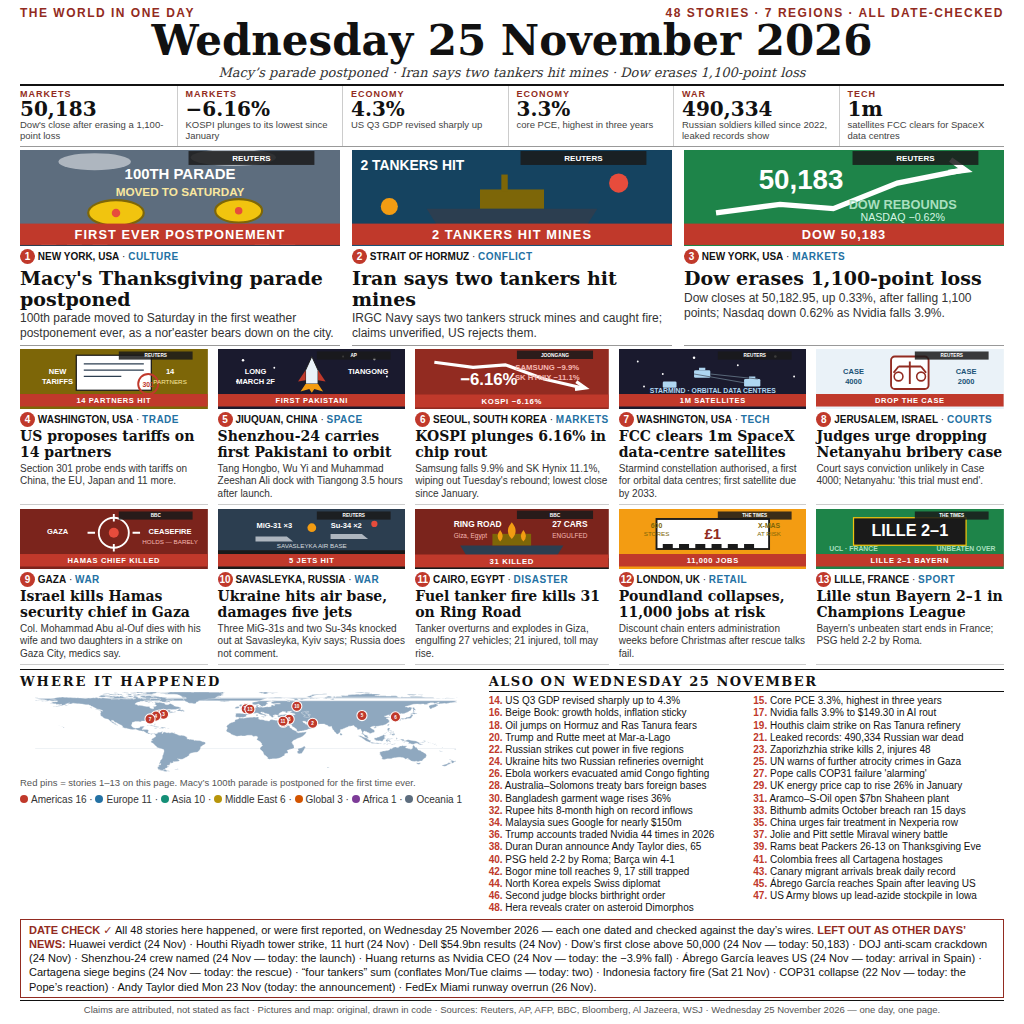 THE WORLD IN ONE DAY
48 STORIES · 7 REGIONS · ALL DATE-CHECKED
Wednesday 25 November 2026
Macy's parade postponed · Iran says two tankers hit mines · Dow erases 1,100-point loss
MARKETS
50,183
Dow's close after erasing a 1,100-
point loss
MARKETS
−6.16%
KOSPI plunges to its lowest since
January
ECONOMY
4.3%
US Q3 GDP revised sharply up
ECONOMY
3.3%
core PCE, highest in three years
WAR
490,334
Russian soldiers killed since 2022,
leaked records show
TECH
1m
satellites FCC clears for SpaceX
data centres
REUTERS
100TH PARADE
MOVED TO SATURDAY
FIRST EVER POSTPONEMENT
1 NEW YORK, USA · CULTURE
Macy's Thanksgiving parade
postponed
100th parade moved to Saturday in the first weather
postponement ever, as a nor'easter bears down on the city.
REUTERS
2 TANKERS HIT
2 TANKERS HIT MINES
2 STRAIT OF HORMUZ · CONFLICT
Iran says two tankers hit
mines
IRGC Navy says two tankers struck mines and caught fire;
claims unverified, US rejects them.
REUTERS
50,183
DOW REBOUNDS
NASDAQ −0.62%
DOW 50,183
3 NEW YORK, USA · MARKETS
Dow erases 1,100-point loss
Dow closes at 50,182.95, up 0.33%, after falling 1,100
points; Nasdaq down 0.62% as Nvidia falls 3.9%.
REUTERS
NEW
TARIFFS
14
PARTNERS
301
14 PARTNERS HIT
4 WASHINGTON, USA · TRADE
US proposes tariffs on
14 partners
Section 301 probe ends with tariffs on
China, the EU, Japan and 11 more.
AP
LONG
MARCH 2F
TIANGONG
FIRST PAKISTANI
5 JIUQUAN, CHINA · SPACE
Shenzhou-24 carries
first Pakistani to orbit
Tang Hongbo, Wu Yi and Muhammad
Zeeshan Ali dock with Tiangong 3.5 hours
after launch.
JOONGANG
SAMSUNG −9.9%
−6.16%
SK HYNIX −11.1%
KOSPI −6.16%
6 SEOUL, SOUTH KOREA · MARKETS
KOSPI plunges 6.16% in
chip rout
Samsung falls 9.9% and SK Hynix 11.1%,
wiping out Tuesday's rebound; lowest close
since January.
REUTERS
STARMIND · ORBITAL DATA CENTRES
1M SATELLITES
7 WASHINGTON, USA · TECH
FCC clears 1m SpaceX
data-centre satellites
Starmind constellation authorised, a first
for orbital data centres; first satellite due
by 2033.
REUTERS
CASE
4000
CASE
2000
DROP THE CASE
8 JERUSALEM, ISRAEL · COURTS
Judges urge dropping
Netanyahu bribery case
Court says conviction unlikely in Case
4000; Netanyahu: 'this trial must end'.
BBC
GAZA
CEASEFIRE
HOLDS — BARELY
HAMAS CHIEF KILLED
9 GAZA · WAR
Israel kills Hamas
security chief in Gaza
Col. Mohammad Abu al-Ouf dies with his
wife and two daughters in a strike on
Gaza City, medics say.
REUTERS
MiG-31 ×3
Su-34 ×2
SAVASLEYKA AIR BASE
5 JETS HIT
10 SAVASLEYKA, RUSSIA · WAR
Ukraine hits air base,
damages five jets
Three MiG-31s and two Su-34s knocked
out at Savasleyka, Kyiv says; Russia does
not comment.
BBC
RING ROAD
Giza, Egypt
27 CARS
ENGULFED
31 KILLED
11 CAIRO, EGYPT · DISASTER
Fuel tanker fire kills 31
on Ring Road
Tanker overturns and explodes in Giza,
engulfing 27 vehicles; 21 injured, toll may
rise.
THE TIMES
STORES
£1
X-MAS
AT RISK
11,000 JOBS
12 LONDON, UK · RETAIL
Poundland collapses,
11,000 jobs at risk
Discount chain enters administration
weeks before Christmas after rescue talks
fail.
THE TIMES
LILLE 2–1
UCL · FRANCE
UNBEATEN OVER
LILLE 2–1 BAYERN
13 LILLE, FRANCE · SPORT
Lille stun Bayern 2–1 in
Champions League
Bayern's unbeaten start ends in France;
PSG held 2-2 by Roma.
WHERE IT HAPPENED
Red pins = stories 1–13 on this page. Macy's 100th parade is postponed for the first time ever.
Americas 16 · Europe 11 · Asia 10 · Middle East 6 · Global 3 · Africa 1 · Oceania 1
ALSO ON WEDNESDAY 25 NOVEMBER
14. US Q3 GDP revised sharply up to 4.3%
15. Core PCE 3.3%, highest in three years
16. Beige Book: growth holds, inflation sticky
17. Nvidia falls 3.9% to $149.30 in AI rout
18. Oil jumps on Hormuz and Ras Tanura fears
19. Houthis claim strike on Ras Tanura refinery
20. Trump and Rutte meet at Mar-a-Lago
21. Leaked records: 490,334 Russian war dead
22. Russian strikes cut power in five regions
23. Zaporizhzhia strike kills 2, injures 48
24. Ukraine hits two Russian refineries overnight
25. UN warns of further atrocity crimes in Gaza
26. Ebola workers evacuated amid Congo fighting
27. Pope calls COP31 failure 'alarming'
28. Australia–Solomons treaty bars foreign bases
29. UK energy price cap to rise 26% in January
30. Bangladesh garment wage rises 36%
31. Aramco–S-Oil open $7bn Shaheen plant
32. Rupee hits 8-month high on record inflows
33. Bithumb admits October breach ran 15 days
34. Malaysia sues Google for nearly $150m
35. China urges fair treatment in Nexperia row
36. Trump accounts traded Nvidia 44 times in 2026
37. Jolie and Pitt settle Miraval winery battle
38. Duran Duran announce Andy Taylor dies, 65
39. Rams beat Packers 26-13 on Thanksgiving Eve
40. PSG held 2-2 by Roma; Barça win 4-1
41. Colombia frees all Cartagena hostages
42. Bogor mine toll reaches 9, 17 still trapped
43. Canary migrant arrivals break daily record
44. North Korea expels Swiss diplomat
45. Ábrego García reaches Spain after leaving US
46. Second judge blocks birthright order
47. US Army blows up lead-azide stockpile in Iowa
48. Hera reveals crater on asteroid Dimorphos
DATE CHECK ✓ All 48 stories here happened, or were first reported, on Wednesday 25 November 2026 — each one dated and checked against the day's wires. LEFT OUT AS OTHER DAYS'
NEWS: Huawei verdict (24 Nov) · Houthi Riyadh tower strike, 11 hurt (24 Nov) · Dell $54.9bn results (24 Nov) · Dow's first close above 50,000 (24 Nov — today: 50,183) · DOJ anti-scam crackdown
(24 Nov) · Shenzhou-24 crew named (24 Nov — today: the launch) · Huang returns as Nvidia CEO (24 Nov — today: the −3.9% fall) · Ábrego García leaves US (24 Nov — today: arrival in Spain) ·
Cartagena siege begins (24 Nov — today: the rescue) · “four tankers” sum (conflates Mon/Tue claims — today: two) · Indonesia factory fire (Sat 21 Nov) · COP31 collapse (22 Nov — today: the
Pope's reaction) · Andy Taylor died Mon 23 Nov (today: the announcement) · FedEx Miami runway overrun (26 Nov).
Claims are attributed, not stated as fact · Pictures and map: original, drawn in code · Sources: Reuters, AP, AFP, BBC, Bloomberg, Al Jazeera, WSJ · Wednesday 25 November 2026 — one day, one page.